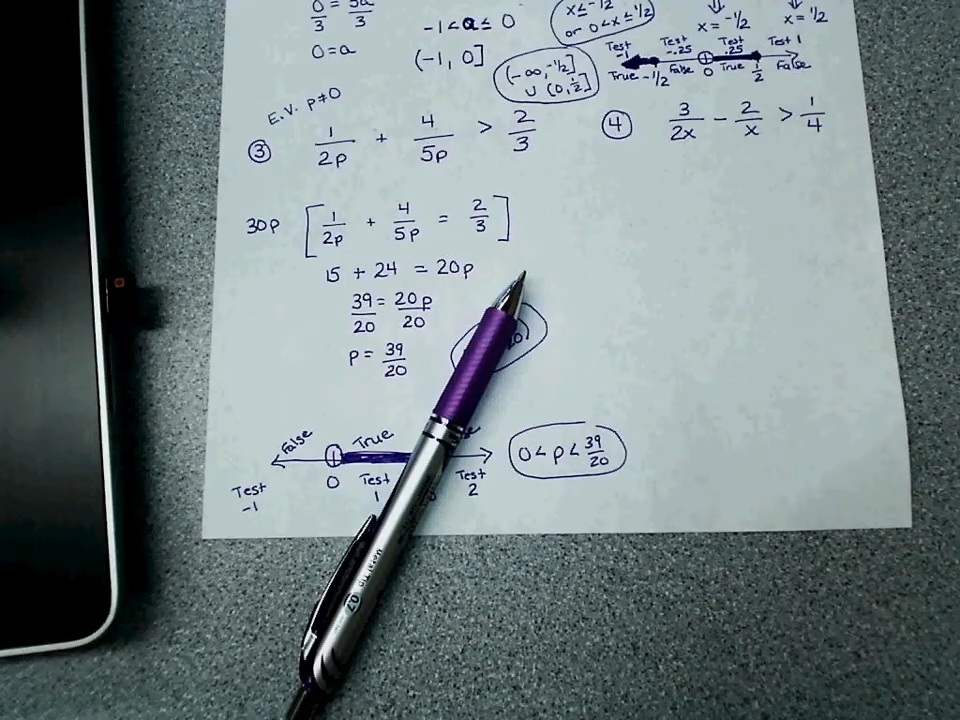 0/3 = 5a/3
0 = a
-1 < a ≤ 0
(-1, 0]
x ≤ -1/2
or 0 < x ≤ 1/2
(-∞, -1/2]
∪ (0, 1/2]
x = -1/2
x = 1/2
Test -1 Test -.25 Test .25 Test 1
True -1/2 False 0 True 1/2 False
E.V. p ≠ 0
③ 1/2p + 4/5p > 2/3
30p [1/2p + 4/5p = 2/3]
15 + 24 = 20p
39/20 = 20p/20
p = 39/20
False True
0
Test -1 Test 1 Test 2
0 < p < 39/20
④ 3/2x - 2/x > 1/4
0.7